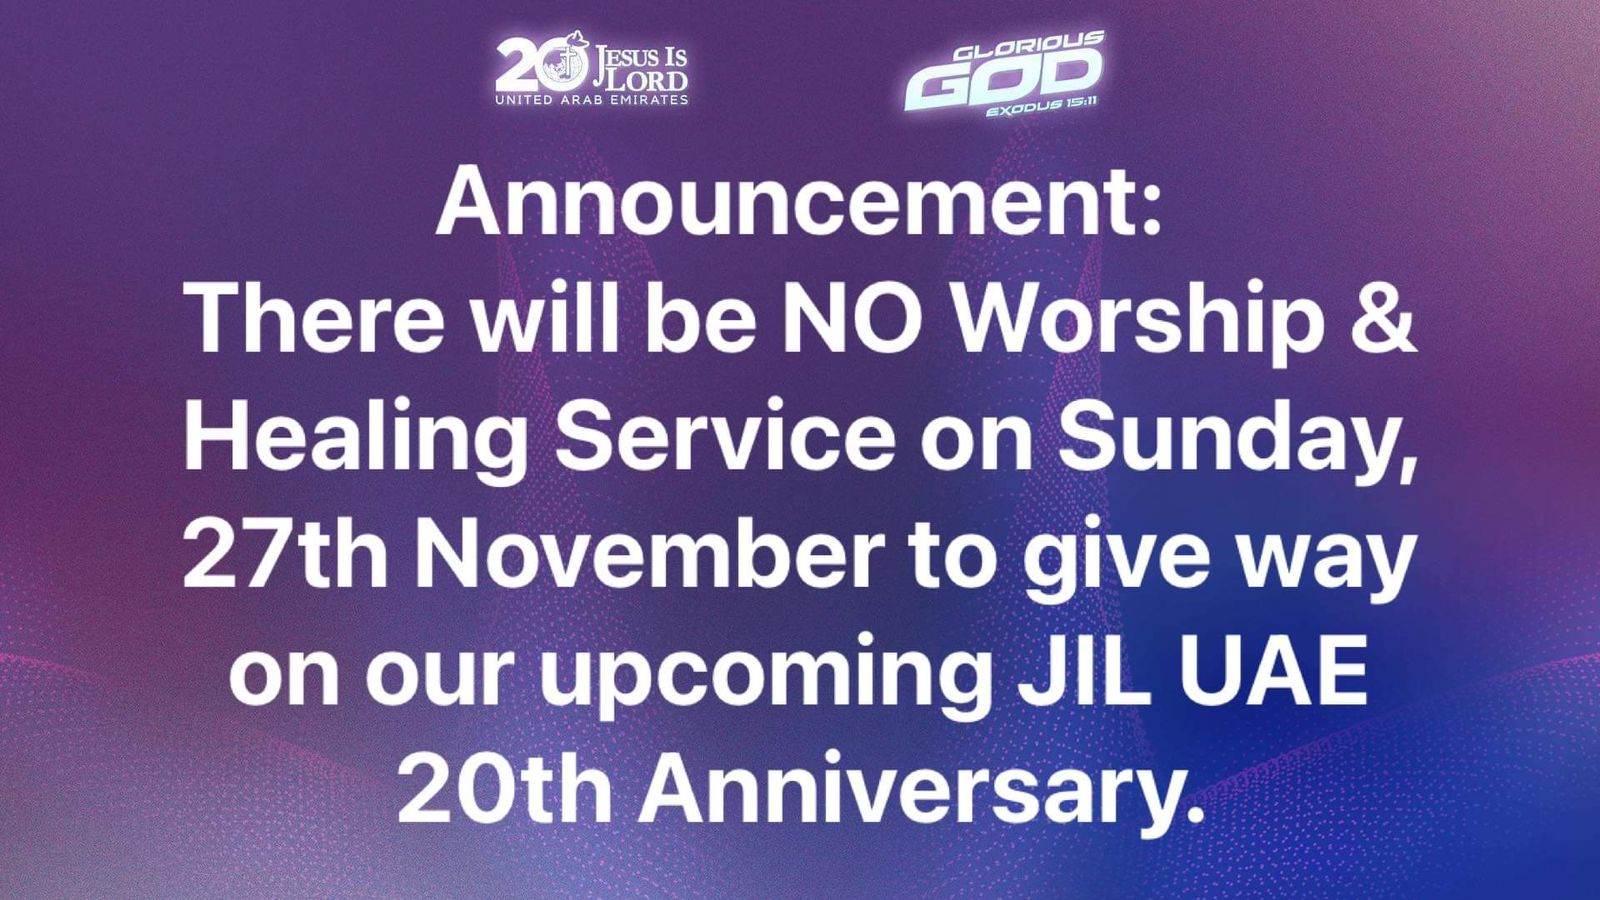 20 JESUS IS LORD
UNITED ARAB EMIRATES
GLORIOUS
GOD
EXODUS 15:11
Announcement:
There will be NO Worship &
Healing Service on Sunday,
27th November to give way
on our upcoming JIL UAE
20th Anniversary.